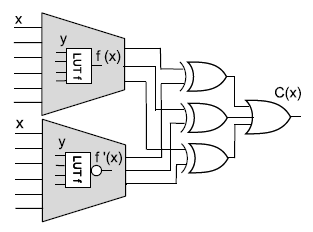 x
y
LUT f
f (x)
C(x)
x
y
LUT f
f '(x)